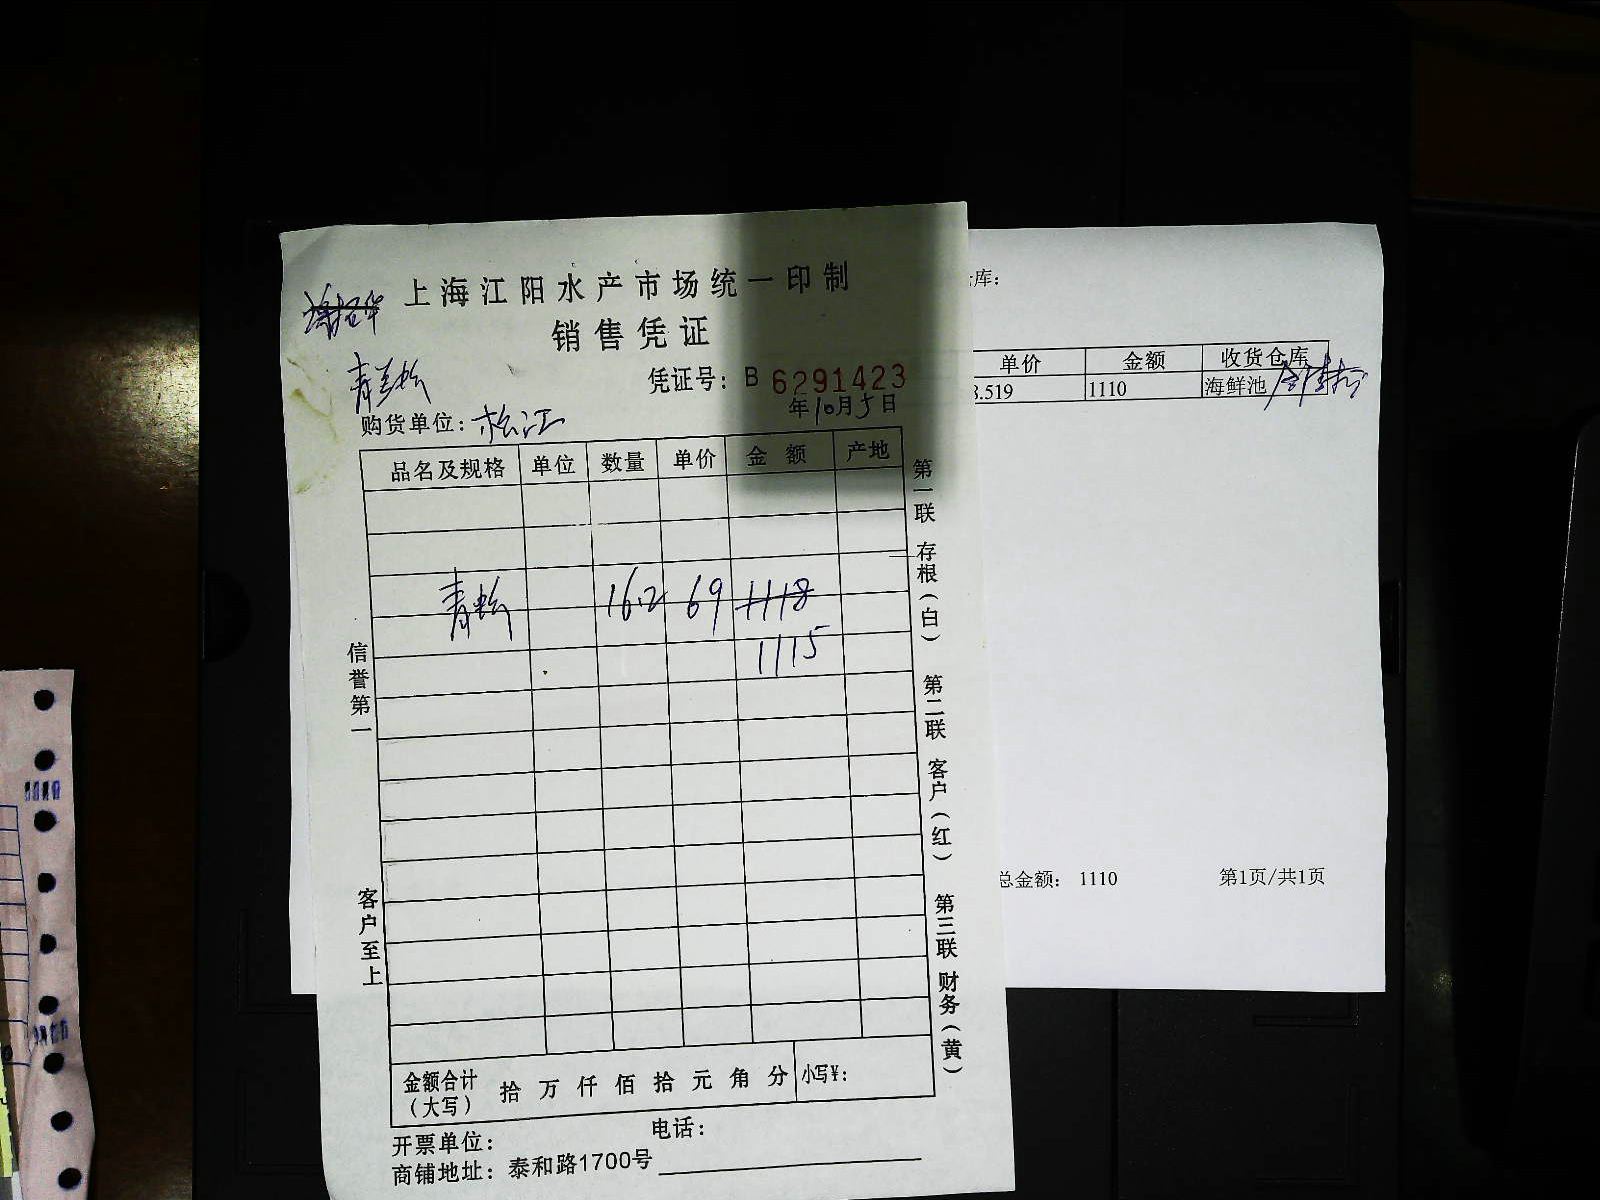 上海江阳水产市场统一印制
销售凭证
凭证号：B 6291423
年10月5日
购货单位：松江
品名及规格 单位 数量 单价 金额 产地
青蚣 16.2 69 1118
1115
信誉第一
客户至上
第一联 存根（白）
第二联 客户（红）
第三联 财务（黄）
金额合计（大写） 拾 万 仟 佰 拾 元 角 分 小写¥：
开票单位： 电话：
商铺地址：泰和路1700号
库：
单价 金额 收货仓库
3.519 1110 海鲜池
总金额： 1110 第1页/共1页